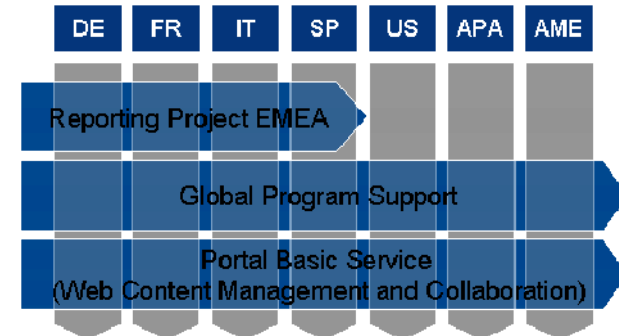 DE FR IT SP US APA AME
Reporting Project EMEA
Global Program Support
Portal Basic Service
(Web Content Management and Collaboration)